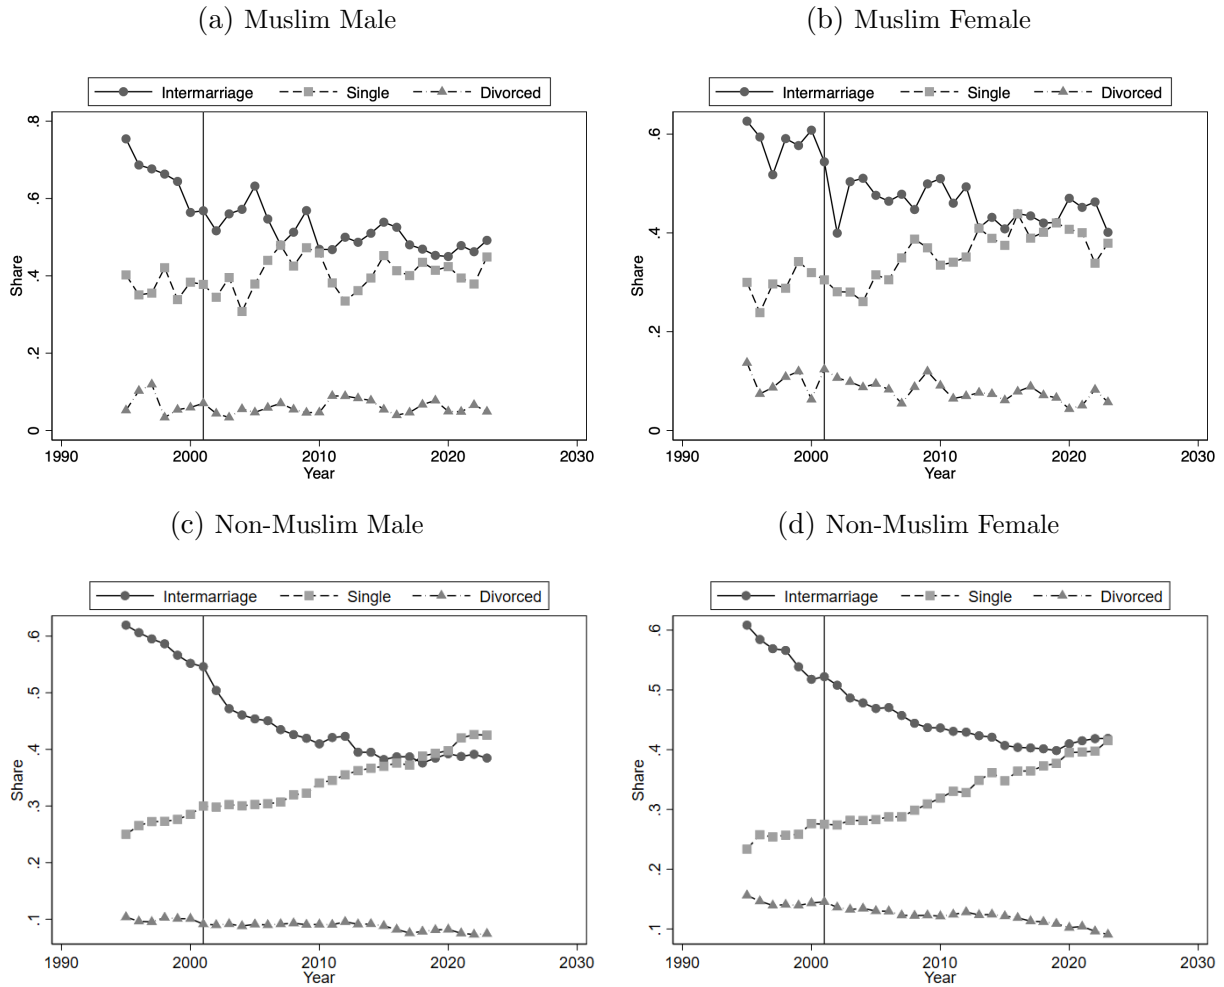 (a) Muslim Male
Intermarriage Single Divorced
.8
.6
.4
.2
0
Share
1990 2000 2010 2020 2030
Year
(b) Muslim Female
Intermarriage Single Divorced
.6
.4
.2
0
Share
1990 2000 2010 2020 2030
Year
(c) Non-Muslim Male
Intermarriage Single Divorced
.6
.5
.4
.3
.2
.1
Share
1990 2000 2010 2020 2030
Year
(d) Non-Muslim Female
Intermarriage Single Divorced
.6
.5
.4
.3
.2
.1
Share
1990 2000 2010 2020 2030
Year